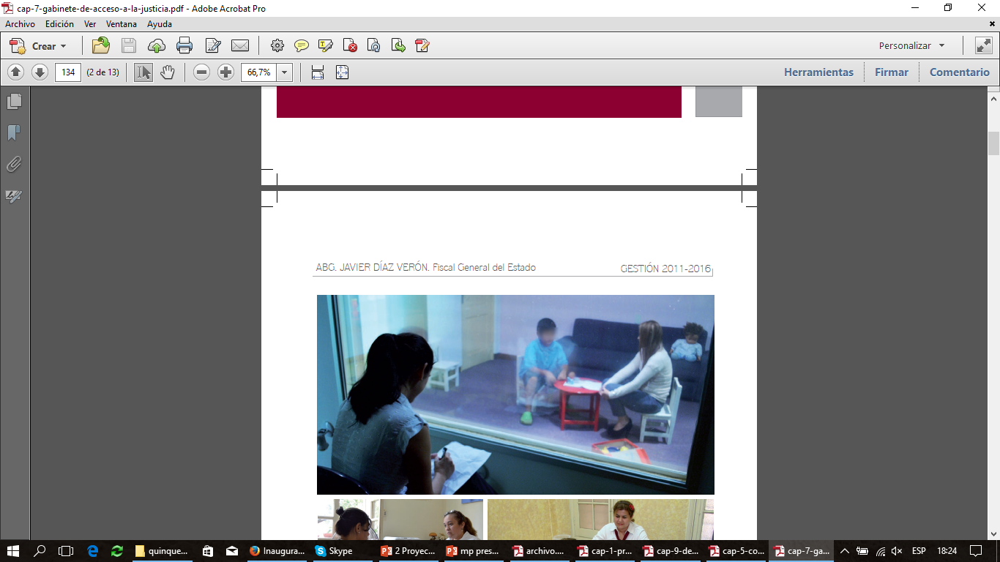 cap-7-gabinete-de-acceso-a-la-justicia.pdf - Adobe Acrobat Pro
Archivo Edición Ver Ventana Ayuda
Crear
Personalizar
134 (2 de 13) 66,7%
Herramientas Firmar Comentario
ABG. JAVIER DÍAZ VERÓN. Fiscal General del Estado GESTIÓN 2011-2016
quinque... Inaugura... Skype 2 Proyec... mp pres... archivo.... cap-1-pr... cap-9-de... cap-5-co... cap-7-ga... ESP 18:24